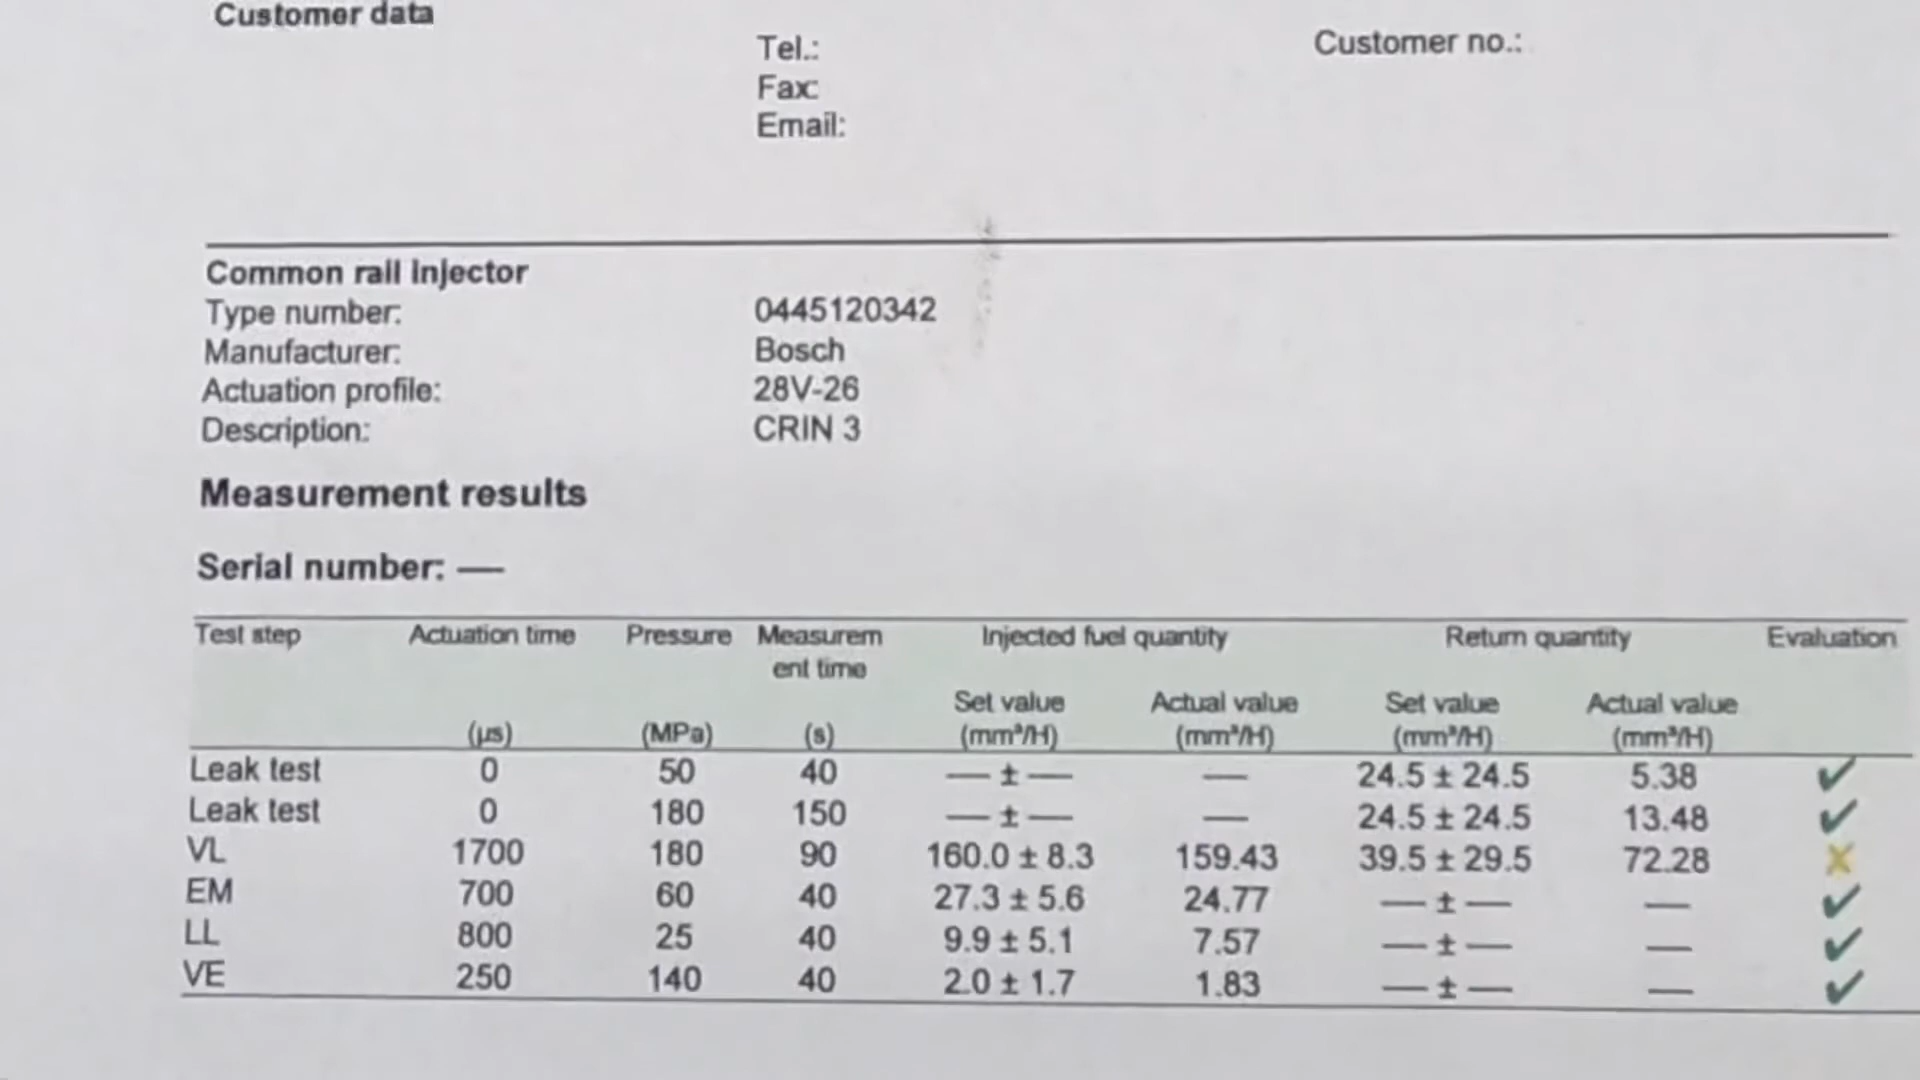 Customer data
Tel.:
Customer no.:
Fax:
Email:
Common rail injector
Type number: 0445120342
Manufacturer: Bosch
Actuation profile: 28V-26
Description: CRIN 3
Measurement results
Serial number: —
Test step Actuation time Pressure Measurem Injected fuel quantity Return quantity Evaluation
ent time
Set value Actual value Set value Actual value
(µs) (MPa) (s) (mm³/H) (mm³/H) (mm³/H) (mm³/H)
Leak test 0 50 40 — ± — — 24.5 ± 24.5 5.38 ✔
Leak test 0 180 150 — ± — — 24.5 ± 24.5 13.48 ✔
VL 1700 180 90 160.0 ± 8.3 159.43 39.5 ± 29.5 72.28 ✕
EM 700 60 40 27.3 ± 5.6 24.77 — ± — — ✔
LL 800 25 40 9.9 ± 5.1 7.57 — ± — — ✔
VE 250 140 40 2.0 ± 1.7 1.83 — ± — — ✔